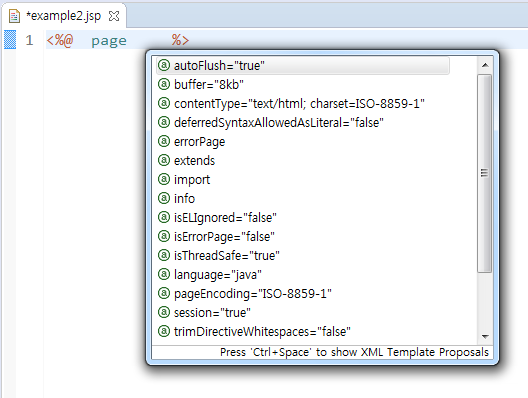 *example2.jsp
1 <%@ page %>
autoFlush="true"
buffer="8kb"
contentType="text/html; charset=ISO-8859-1"
deferredSyntaxAllowedAsLiteral="false"
errorPage
extends
import
info
isELIgnored="false"
isErrorPage="false"
isThreadSafe="true"
language="java"
pageEncoding="ISO-8859-1"
session="true"
trimDirectiveWhitespaces="false"
Press 'Ctrl+Space' to show XML Template Proposals